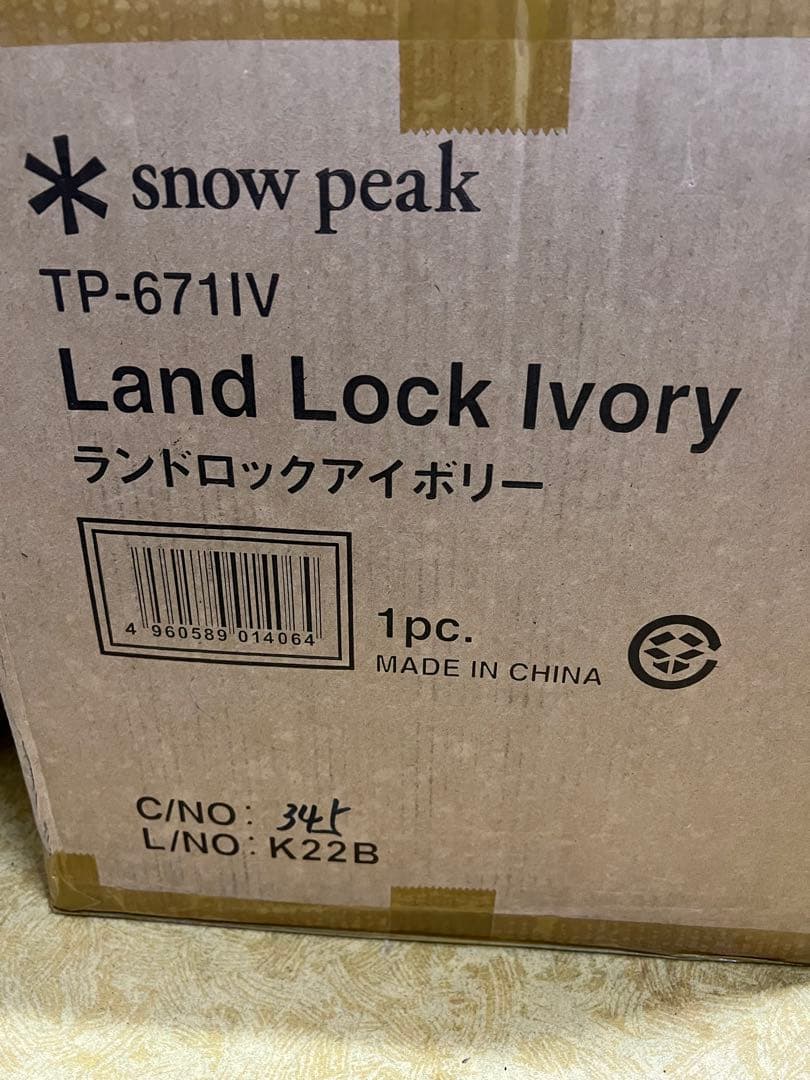 snow peak
TP-671IV
Land Lock Ivory
ランドロックアイボリー
4 960589 014064
1pc.
MADE IN CHINA
C/NO: 345
L/NO: K22B